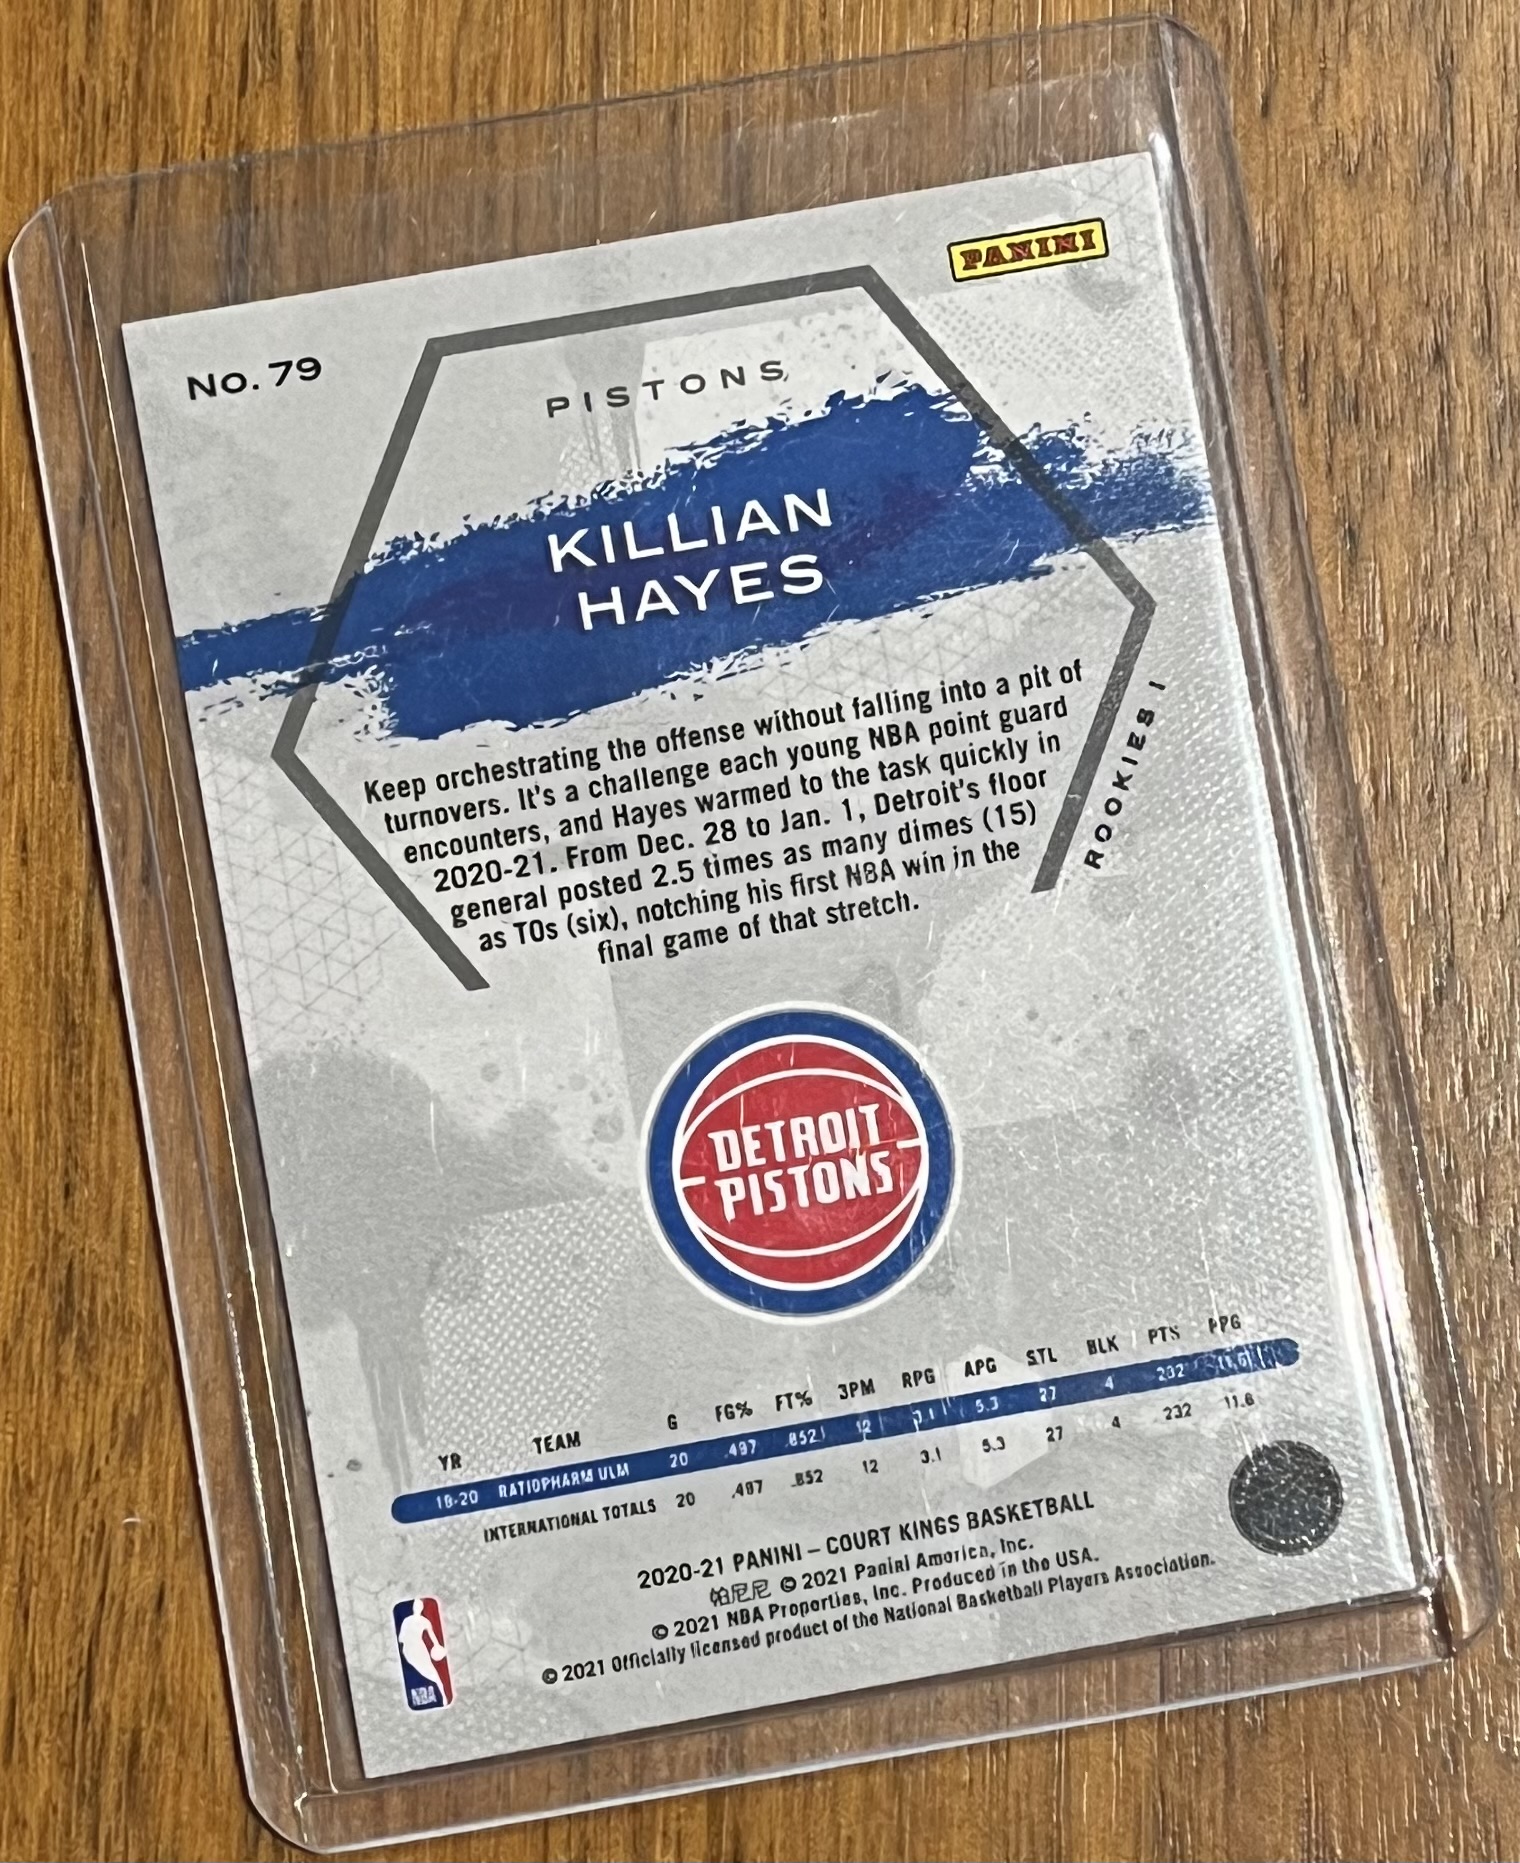 No. 79
PANINI
PISTONS
KILLIAN
HAYES
Keep orchestrating the offense without falling into a pit of
turnovers. It's a challenge each young NBA point guard
encounters, and Hayes warmed to the task quickly in
2020-21. From Dec. 28 to Jan. 1, Detroit's floor
general posted 2.5 times as many dimes (15)
as TOs (six), notching his first NBA win in the
final game of that stretch.
ROOKIES I
DETROIT
PISTONS
YR TEAM G FG% FT% 3PM RPG APG STL BLK PTS PPG
19-20 RATIOPHARM ULM 20 .497 .852 12 3.1 5.3 27 4 232 11.6
INTERNATIONAL TOTALS 20 .497 .852 12 3.1 5.3 27 4 232 11.6
2020-21 PANINI – COURT KINGS BASKETBALL
帕尼尼 © 2021 Panini America, Inc.
© 2021 NBA Properties, Inc. Produced in the USA.
© 2021 Officially licensed product of the National Basketball Players Association.
NBA